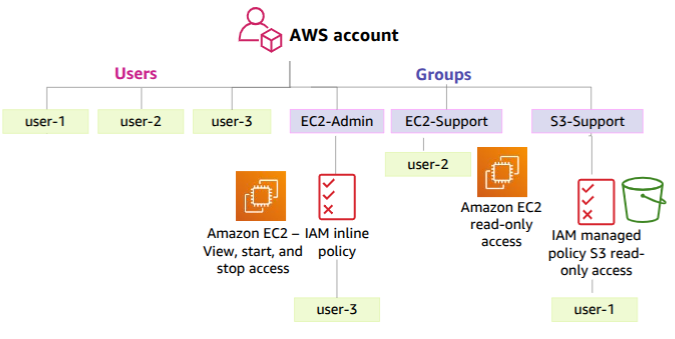 AWS account
Users
Groups
user-1
user-2
user-3
EC2-Admin
EC2-Support
S3-Support
user-2
Amazon EC2 –
View, start, and
stop access
IAM inline
policy
Amazon EC2
read-only
access
IAM managed
policy S3 read-
only access
user-3
user-1